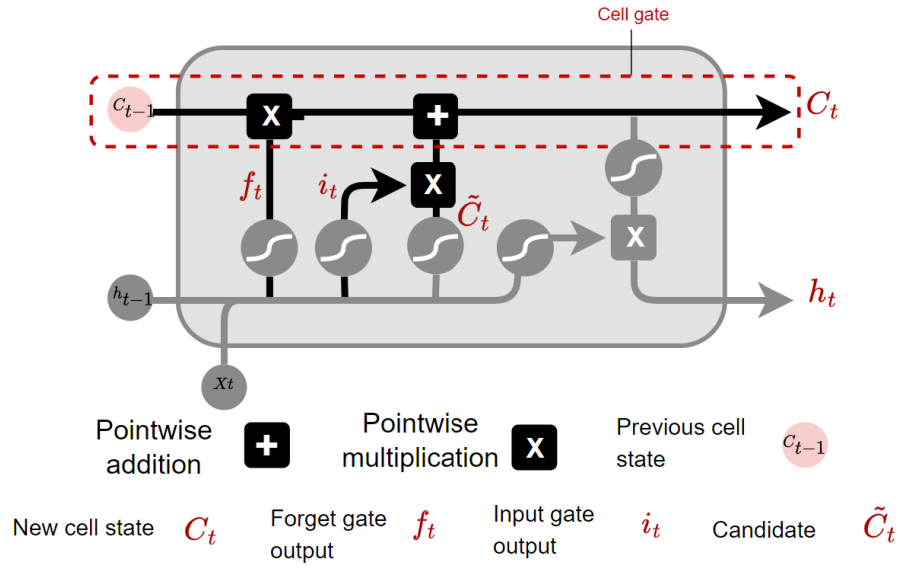 Cell gate
C_{t-1}
X
+
C_t
f_t
i_t
X
C̃_t
X
h_{t-1}
h_t
Xt
Pointwise
addition
+
Pointwise
multiplication
X
Previous cell
state
C_{t-1}
New cell state
C_t
Forget gate
output
f_t
Input gate
output
i_t
Candidate
C̃_t